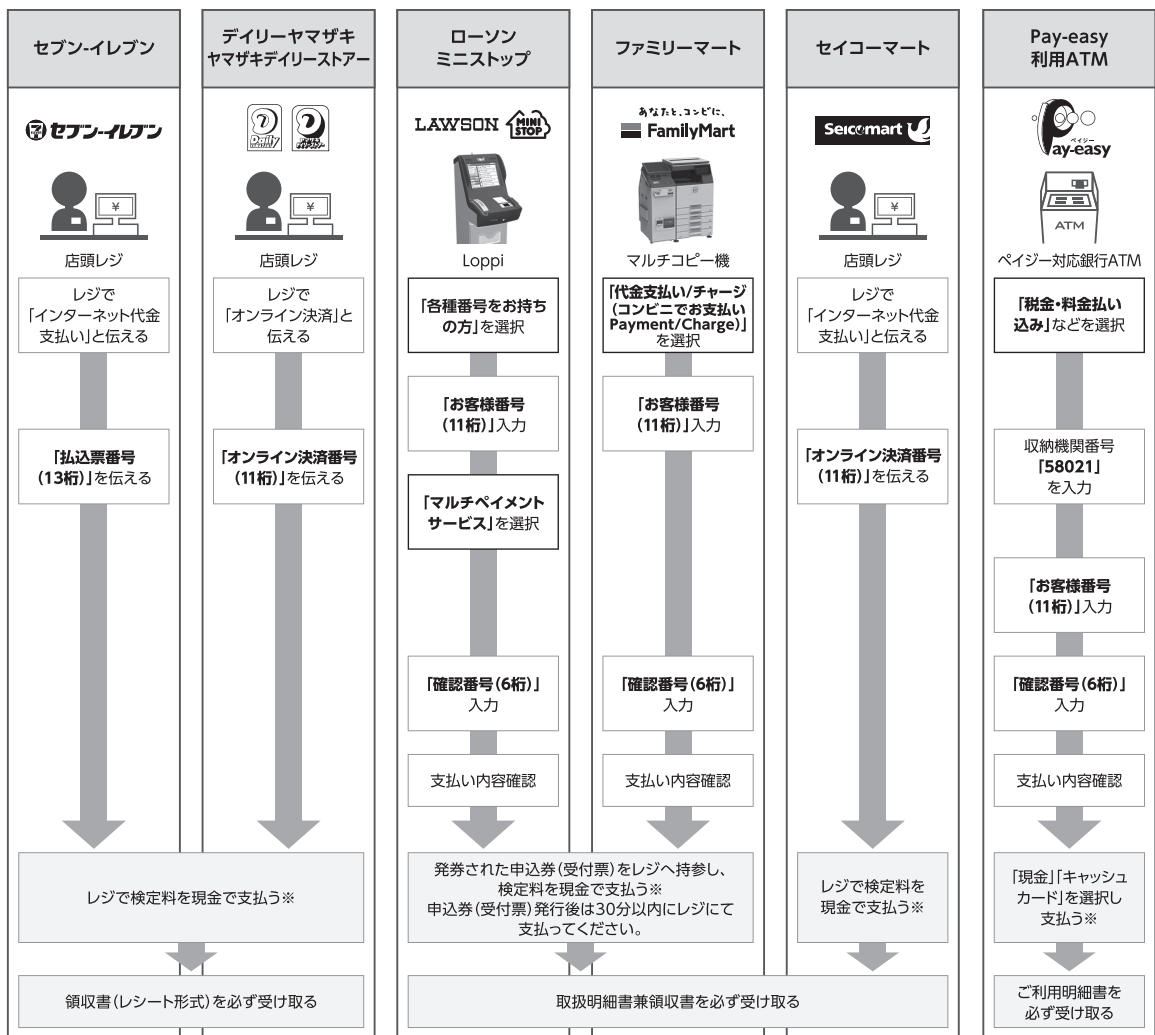 セブン-イレブン
セブン-イレブン
店頭レジ
レジで
「インターネット代金
支払い」と伝える
「払込票番号
(13桁)」を伝える
デイリーヤマザキ
ヤマザキデイリーストアー
Daily
店頭レジ
レジで
「オンライン決済」と
伝える
「オンライン決済番号
(11桁)」を伝える
レジで検定料を現金で支払う※
領収書(レシート形式)を必ず受け取る
ローソン
ミニストップ
LAWSON
MINI
STOP
Loppi
「各種番号をお持ち
の方」を選択
「お客様番号
(11桁)」入力
「マルチペイメント
サービス」を選択
「確認番号(6桁)」
入力
支払い内容確認
ファミリーマート
あなたと、コンビに、
FamilyMart
マルチコピー機
「代金支払い/チャージ
(コンビニでお支払い
Payment/Charge)」
を選択
「お客様番号
(11桁)」入力
「確認番号(6桁)」
入力
支払い内容確認
発券された申込券(受付票)をレジへ持参し、
検定料を現金で支払う※
申込券(受付票)発行後は30分以内にレジにて
支払ってください。
セイコーマート
Seicomart
店頭レジ
レジで
「インターネット代金
支払い」と伝える
「オンライン決済番号
(11桁)」を伝える
レジで検定料を
現金で支払う※
取扱明細書兼領収書を必ず受け取る
Pay-easy
利用ATM
ペイジー
Pay-easy
ATM
ペイジー対応銀行ATM
「税金・料金払い
込み」などを選択
収納機関番号
「58021」
を入力
「お客様番号
(11桁)」入力
「確認番号(6桁)」
入力
支払い内容確認
「現金」「キャッシュ
カード」を選択し
支払う※
ご利用明細書を
必ず受け取る